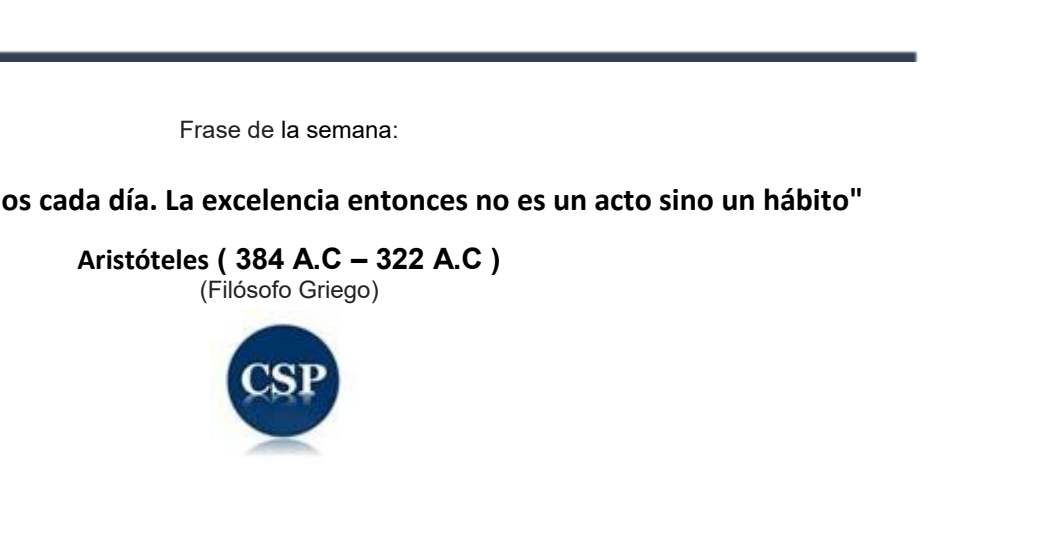 Frase de la semana:
os cada día. La excelencia entonces no es un acto sino un hábito"
Aristóteles ( 384 A.C – 322 A.C )
(Filósofo Griego)
CSP